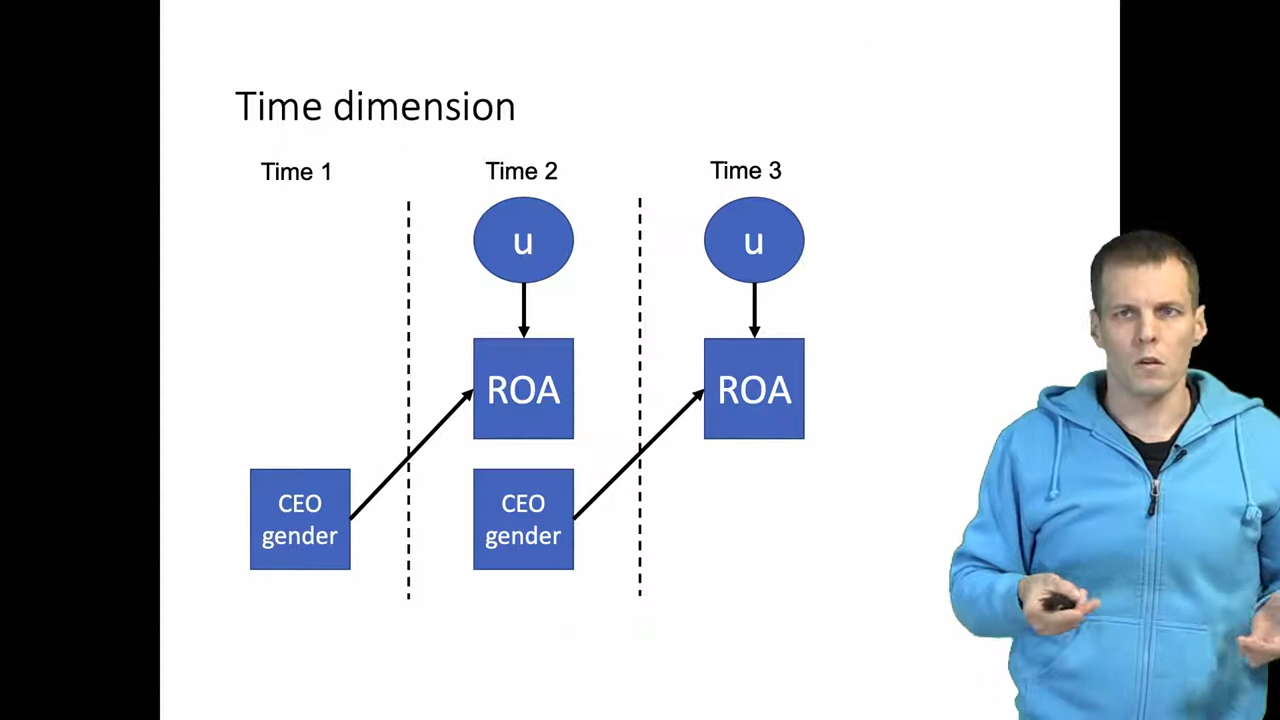 Time dimension
Time 1
Time 2
Time 3
u
u
ROA
ROA
CEO
gender
CEO
gender